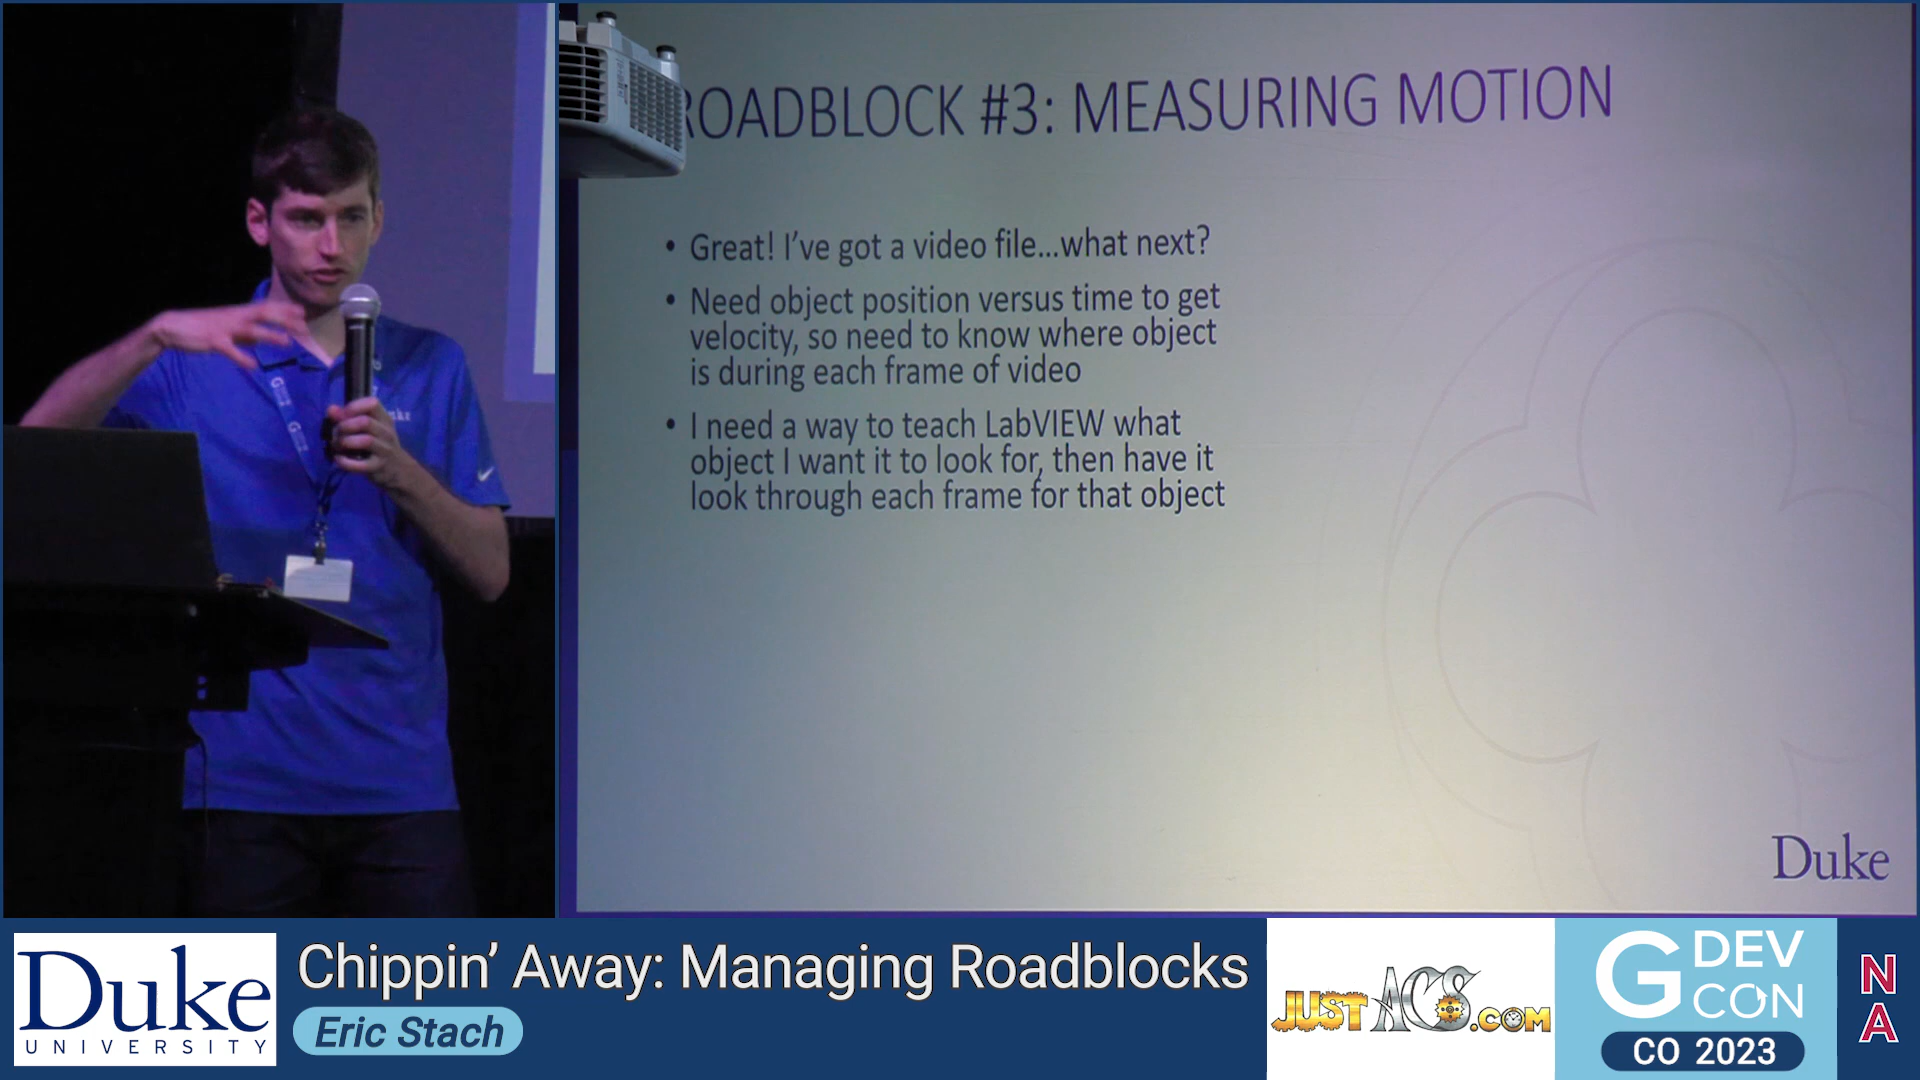 ROADBLOCK #3: MEASURING MOTION
• Great! I've got a video file...what next?
• Need object position versus time to get
velocity, so need to know where object
is during each frame of video
• I need a way to teach LabVIEW what
object I want it to look for, then have it
look through each frame for that object
Duke
Duke
UNIVERSITY
Chippin' Away: Managing Roadblocks
Eric Stach
JUST ACS.COM
G DEV
CON
CO 2023
NA